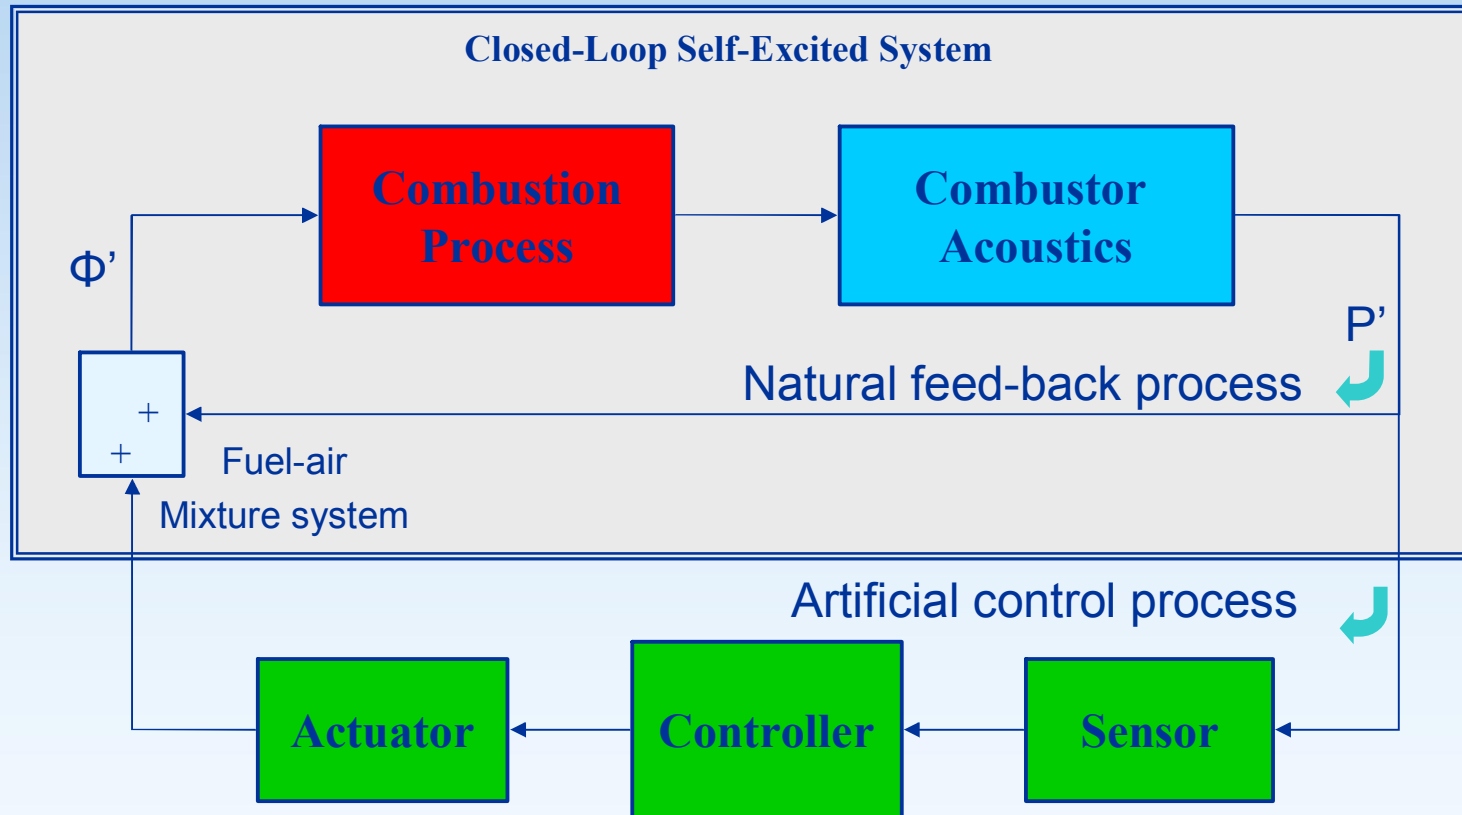 Closed-Loop Self-Excited System
Combustion
Process
Combustor
Acoustics
Φ’
P’
Natural feed-back process
+
+
Fuel-air
Mixture system
Artificial control process
Actuator
Controller
Sensor